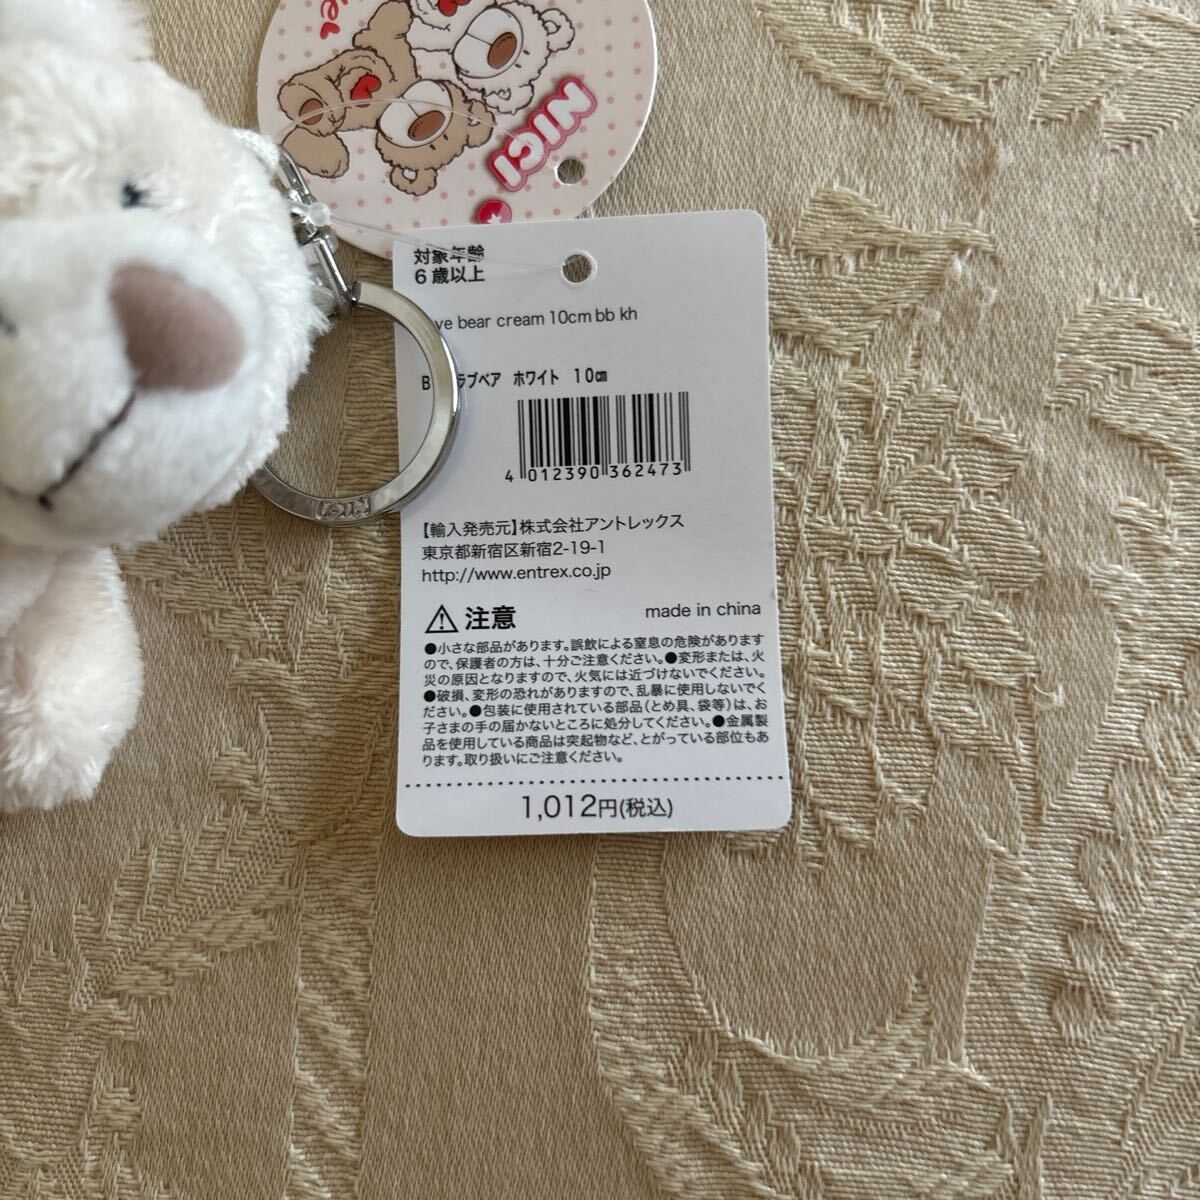 NICI
対象年齢
6歳以上
bear cream 10cm bb kh
ラブベア ホワイト 10cm
4 012390 362473
【輸入発売元】株式会社アントレックス
東京都新宿区新宿2-19-1
http://www.entrex.co.jp
注意
made in china
●小さな部品があります。誤飲による窒息の危険があります
ので、保護者の方は、十分ご注意ください。●変形または、火
災の原因となりますので、火気には近づけないでください。
●破損、変形の恐れがありますので、乱暴に使用しないでく
ださい。●包装に使用されている部品(とめ具、袋等)は、お
子さまの手の届かないところに処分してください。●金属製
品を使用している商品は突起物など、とがっている部位もあ
ります。取り扱いにご注意ください。
1,012円(税込)